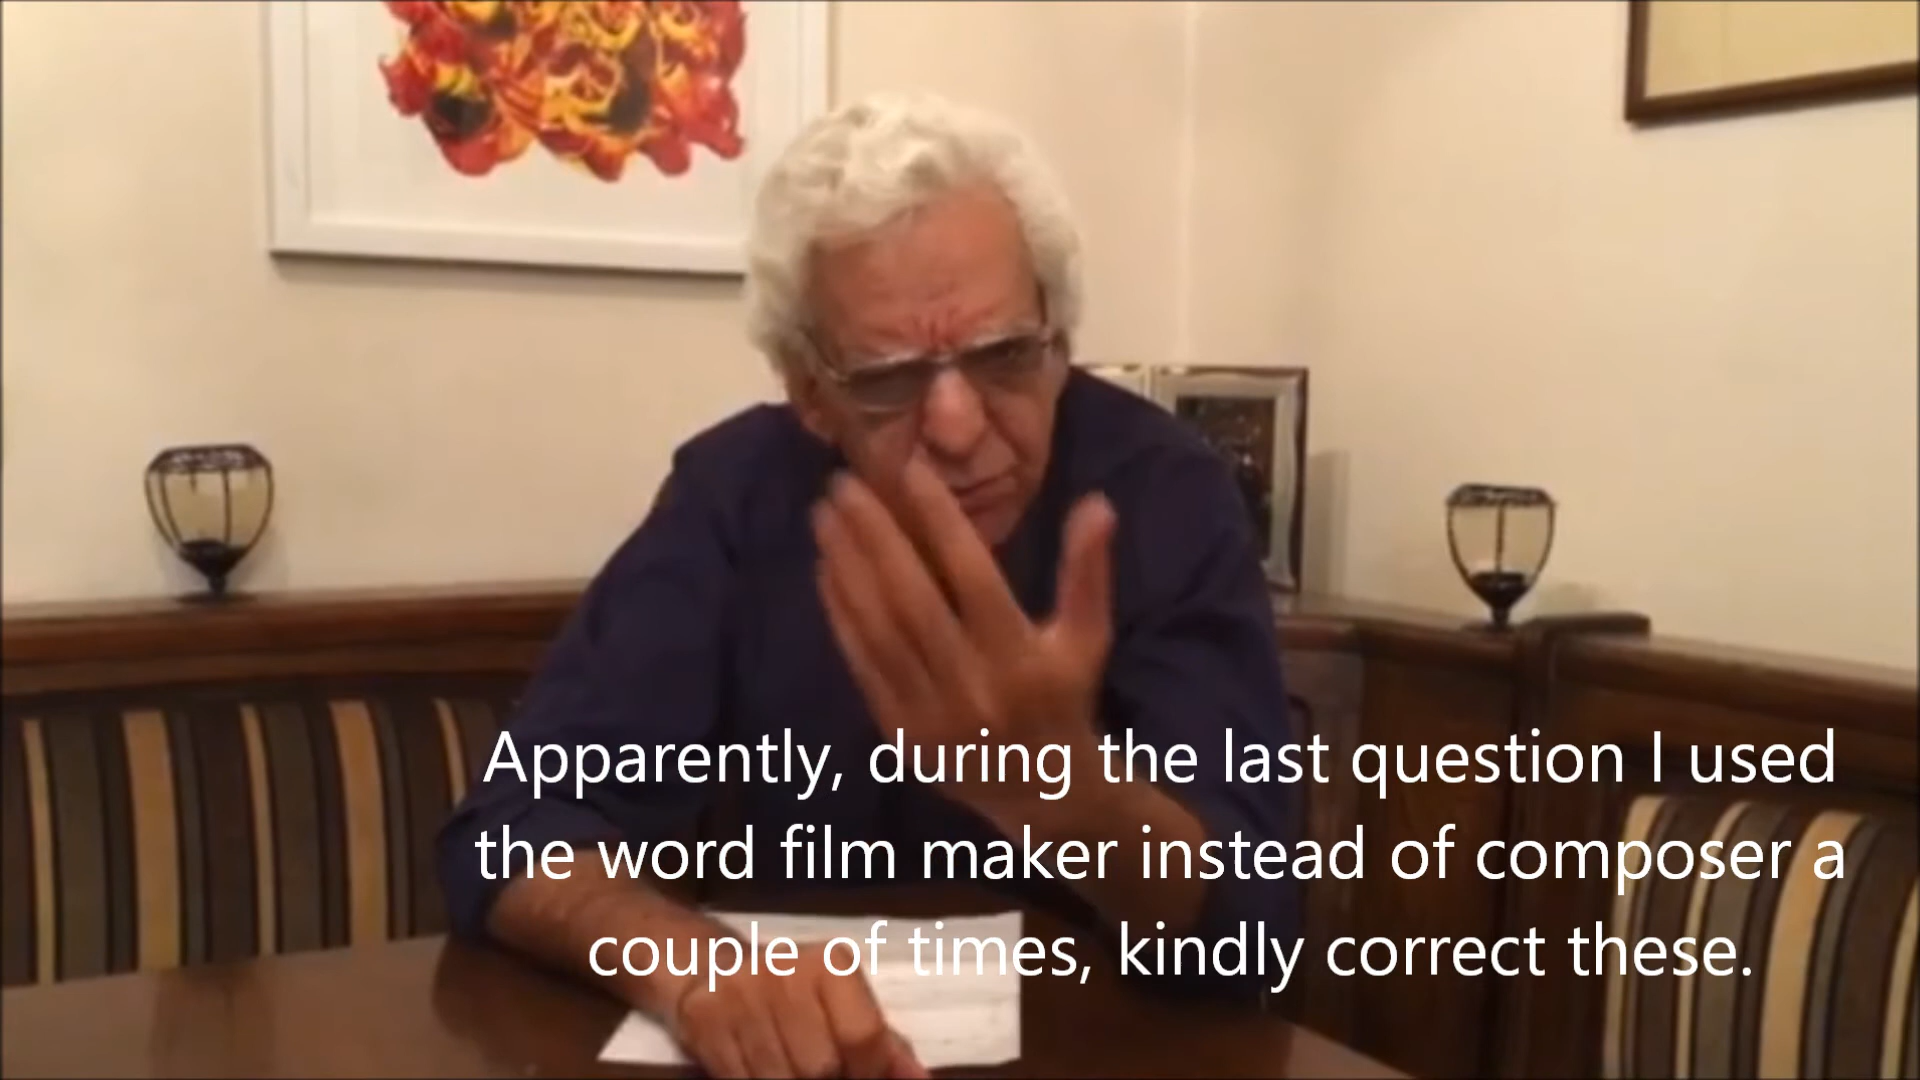 Apparently, during the last question I used
the word film maker instead of composer a
couple of times, kindly correct these.